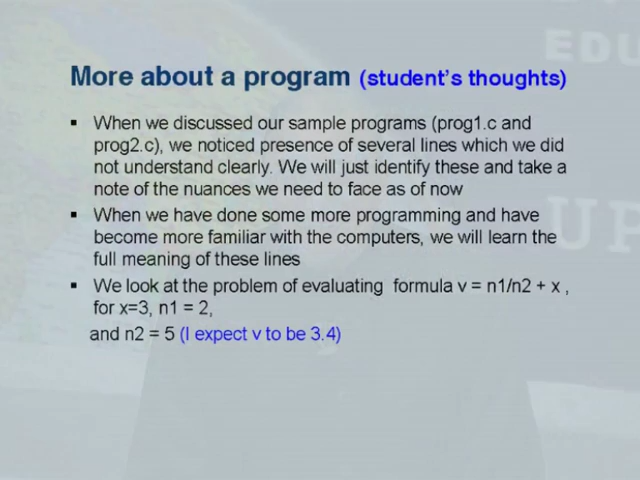 EDU
More about a program (student's thoughts)
▪ When we discussed our sample programs (prog1.c and
prog2.c), we noticed presence of several lines which we did
not understand clearly. We will just identify these and take a
note of the nuances we need to face as of now
▪ When we have done some more programming and have
become more familiar with the computers, we will learn the
full meaning of these lines
▪ We look at the problem of evaluating formula v = n1/n2 + x ,
for x=3, n1 = 2,
and n2 = 5 (I expect v to be 3.4)
UP